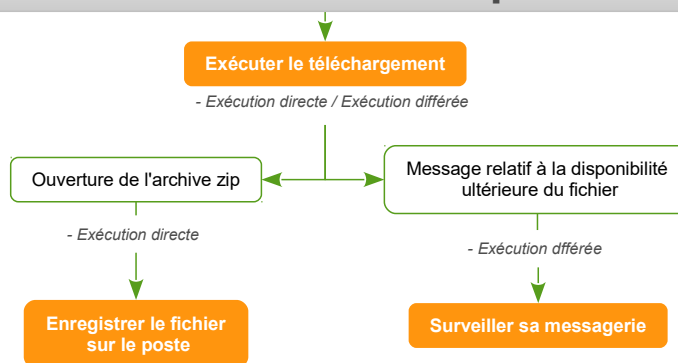 Exécuter le téléchargement
- Exécution directe / Exécution différée
Ouverture de l'archive zip
Message relatif à la disponibilité
ultérieure du fichier
- Exécution directe
- Exécution dfférée
Enregistrer le fichier
sur le poste
Surveiller sa messagerie